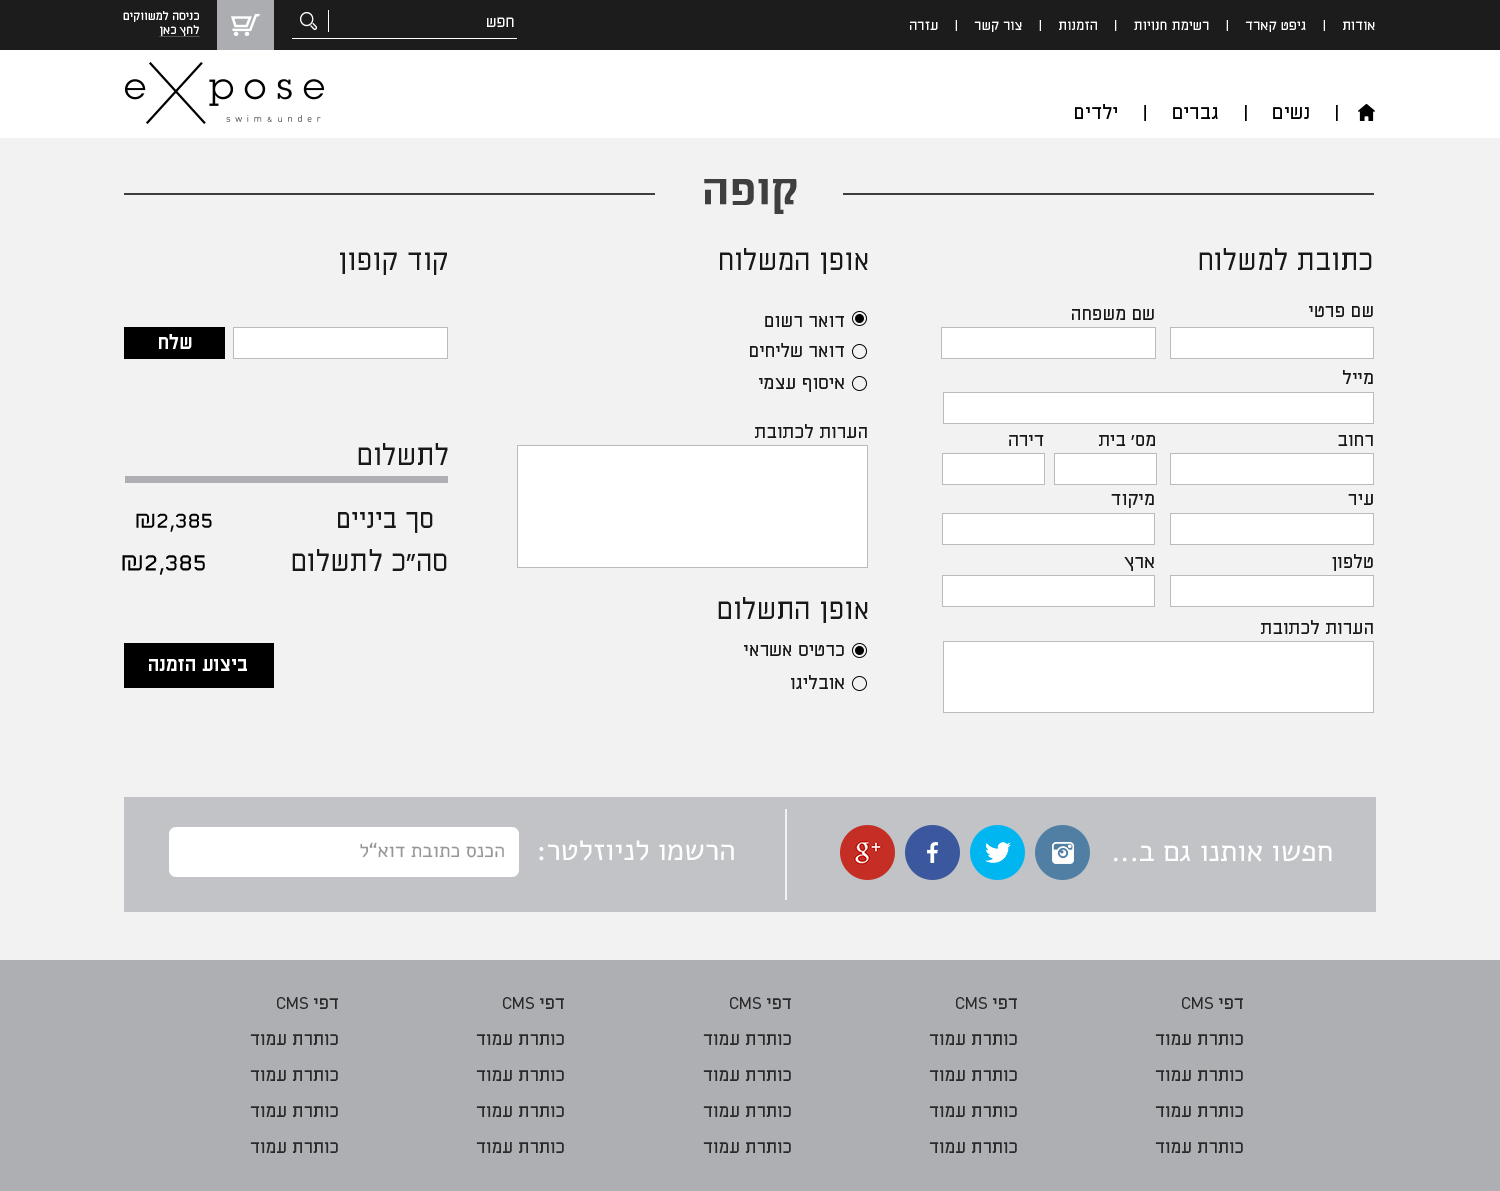 אודות | גיפט קארד | רשימת חנויות | הזמנות | צור קשר | עזרה
חפש
כניסה למשווקים
לחץ כאן
נשים | גברים | ילדים
eXpose
swim&under
קופה
כתובת למשלוח
שם פרטי
שם משפחה
מייל
רחוב
מס' בית
דירה
עיר
מיקוד
טלפון
ארץ
הערות לכתובת
אופן המשלוח
דואר רשום
דואר שליחים
איסוף עצמי
הערות לכתובת
אופן התשלום
כרטיס אשראי
אובליגו
קוד קופון
שלח
לתשלום
סך ביניים ₪2,385
סה"כ לתשלום ₪2,385
ביצוע הזמנה
חפשו אותנו גם ב...
g+
f
הרשמו לניוזלטר:
הכנס כתובת דוא“ל
דפי CMS דפי CMS דפי CMS דפי CMS דפי CMS
כותרת עמוד כותרת עמוד כותרת עמוד כותרת עמוד כותרת עמוד
כותרת עמוד כותרת עמוד כותרת עמוד כותרת עמוד כותרת עמוד
כותרת עמוד כותרת עמוד כותרת עמוד כותרת עמוד כותרת עמוד
כותרת עמוד כותרת עמוד כותרת עמוד כותרת עמוד כותרת עמוד